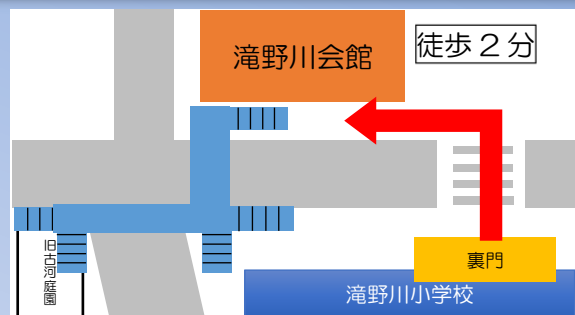 滝野川会館
徒歩２分
旧古河庭園
裏門
滝野川小学校